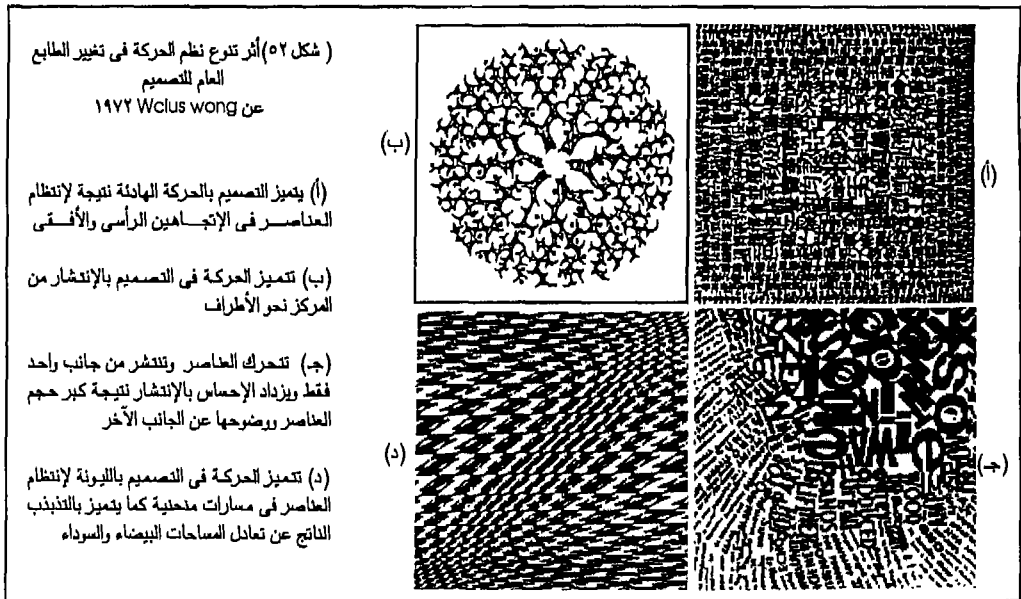 ( شكل ٥٢) أثر تنوع نظم الحركة فى تغيير الطابع
العام للتصميم
عن Wclus wong ١٩٧٢
(أ) يتميز التصميم بالحركة الهادئة نتيجة لإنتظام
العناصر فى الإتجاهين الرأسى والأفقى
(ب) تتميز الحركة فى التصميم بالإنتشار من
المركز نحو الأطراف
(جـ) تتحرك العناصر وتنتشر من جانب واحد
فقط ويزداد الإحساس بالإنتشار نتيجة كبر حجم
العناصر ووضوحها عن الجانب الآخر
(د) تتميز الحركة فى التصميم بالليونة لإنتظام
العناصر فى مسارات منحنية كما يتميز بالتذبذب
الناتج عن تعادل المساحات البيضاء والسوداء
(أ)
(ب)
(جـ)
(د)